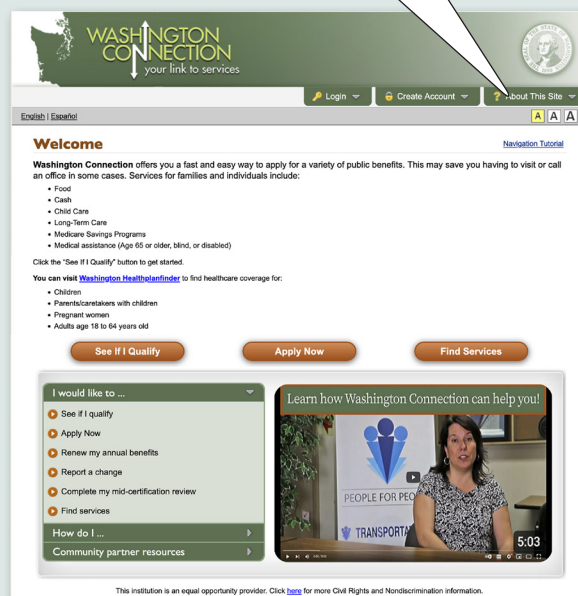 WASHINGTON
CONNECTION
your link to services
Login
Create Account
? About This Site
English | Español
A A A
Welcome
Navigation Tutorial
Washington Connection offers you a fast and easy way to apply for a variety of public benefits. This may save you having to visit or call
an office in some cases. Services for families and individuals include:
• Food
• Cash
• Child Care
• Long-Term Care
• Medicare Savings Programs
• Medical assistance (Age 65 or older, blind, or disabled)
Click the "See If I Qualify" button to get started.
You can visit Washington Healthplanfinder to find healthcare coverage for:
• Children
• Parents/caretakers with children
• Pregnant women
• Adults age 18 to 64 years old
See If I Qualify
Apply Now
Find Services
I would like to ...
See if I qualify
Apply Now
Renew my annual benefits
Report a change
Complete my mid-certification review
Find services
How do I ...
Community partner resources
Learn how Washington Connection can help you!
PEOPLE FOR PEO
TRANSPORTA
5:03
This institution is an equal opportunity provider. Click here for more Civil Rights and Nondiscrimination information.